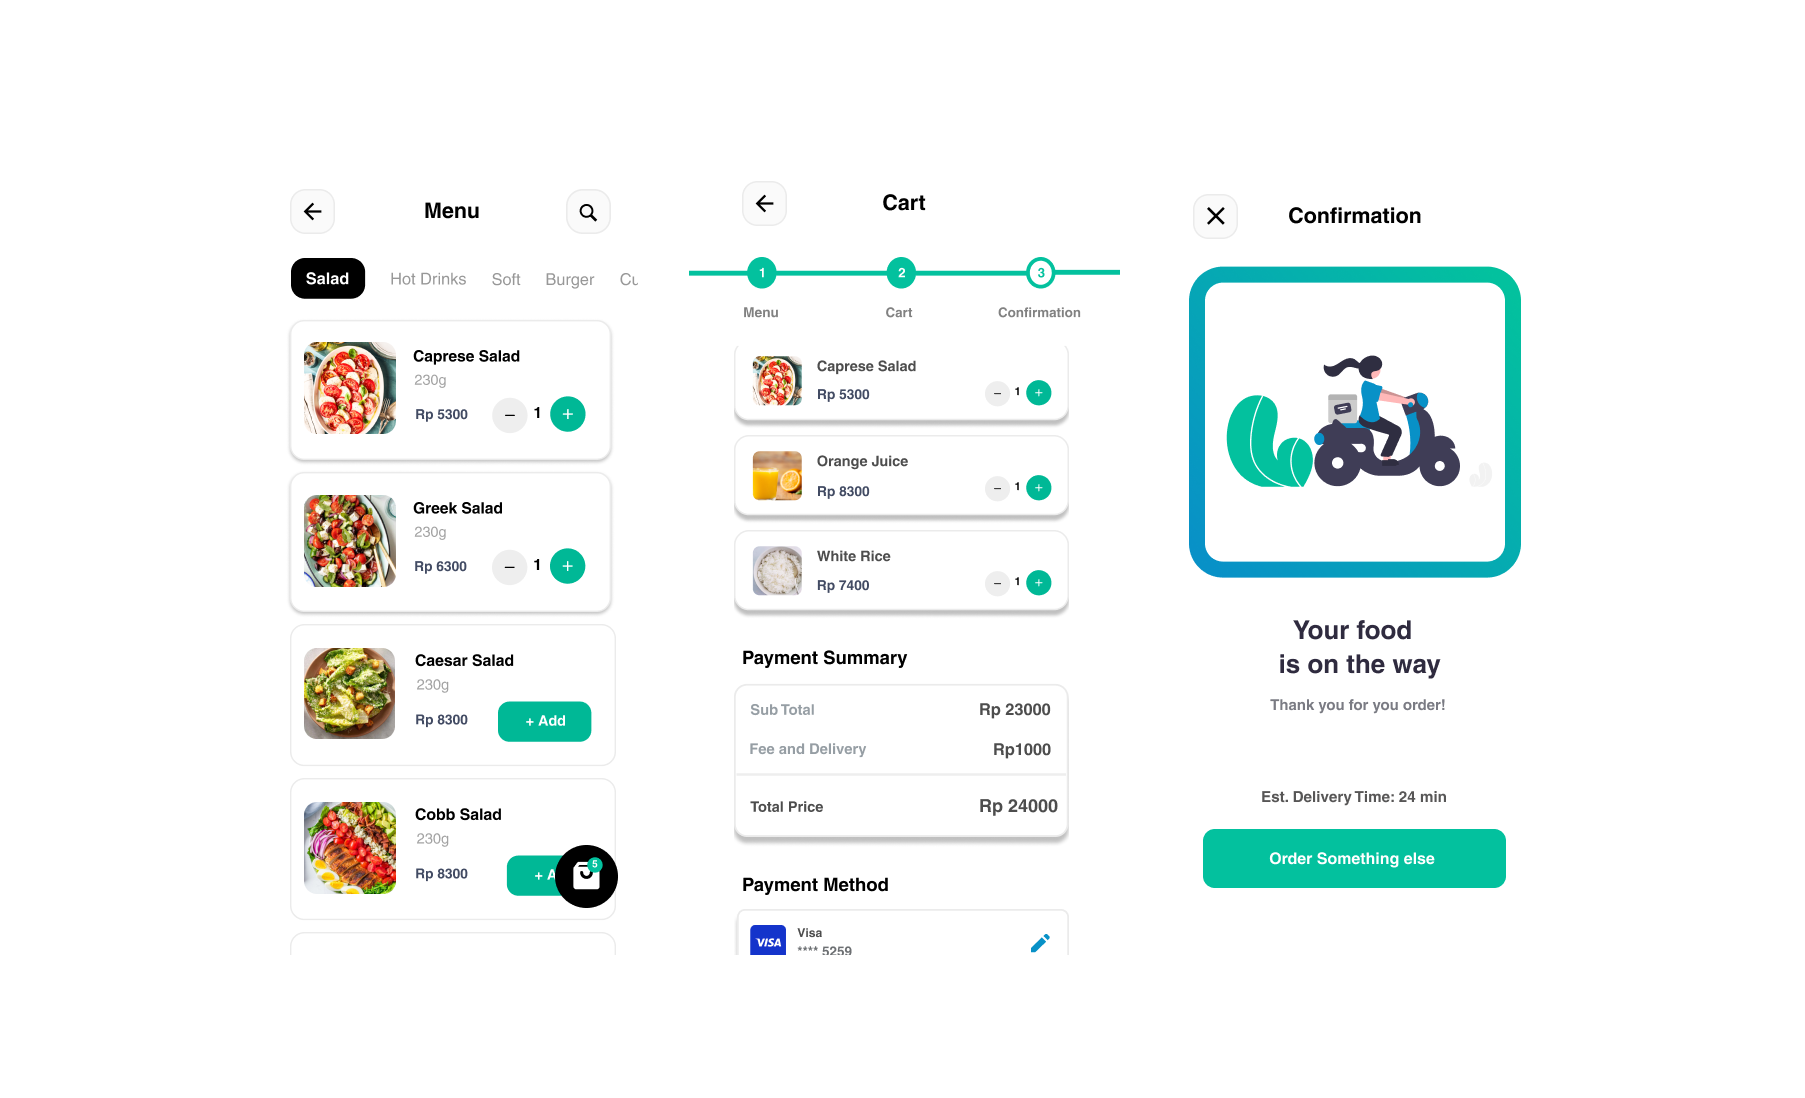 Menu
Salad Hot Drinks Soft Burger Cu
Caprese Salad
230g
Rp 5300 – 1 +
Greek Salad
230g
Rp 6300 – 1 +
Caesar Salad
230g
Rp 8300 + Add
Cobb Salad
230g
Rp 8300 + A
5
Cart
1 2 3
Menu Cart Confirmation
Caprese Salad
Rp 5300 – 1 +
Orange Juice
Rp 8300 – 1 +
White Rice
Rp 7400 – 1 +
Payment Summary
Sub Total Rp 23000
Fee and Delivery Rp1000
Total Price Rp 24000
Payment Method
VISA Visa
**** 5259
Confirmation
Your food
is on the way
Thank you for you order!
Est. Delivery Time: 24 min
Order Something else